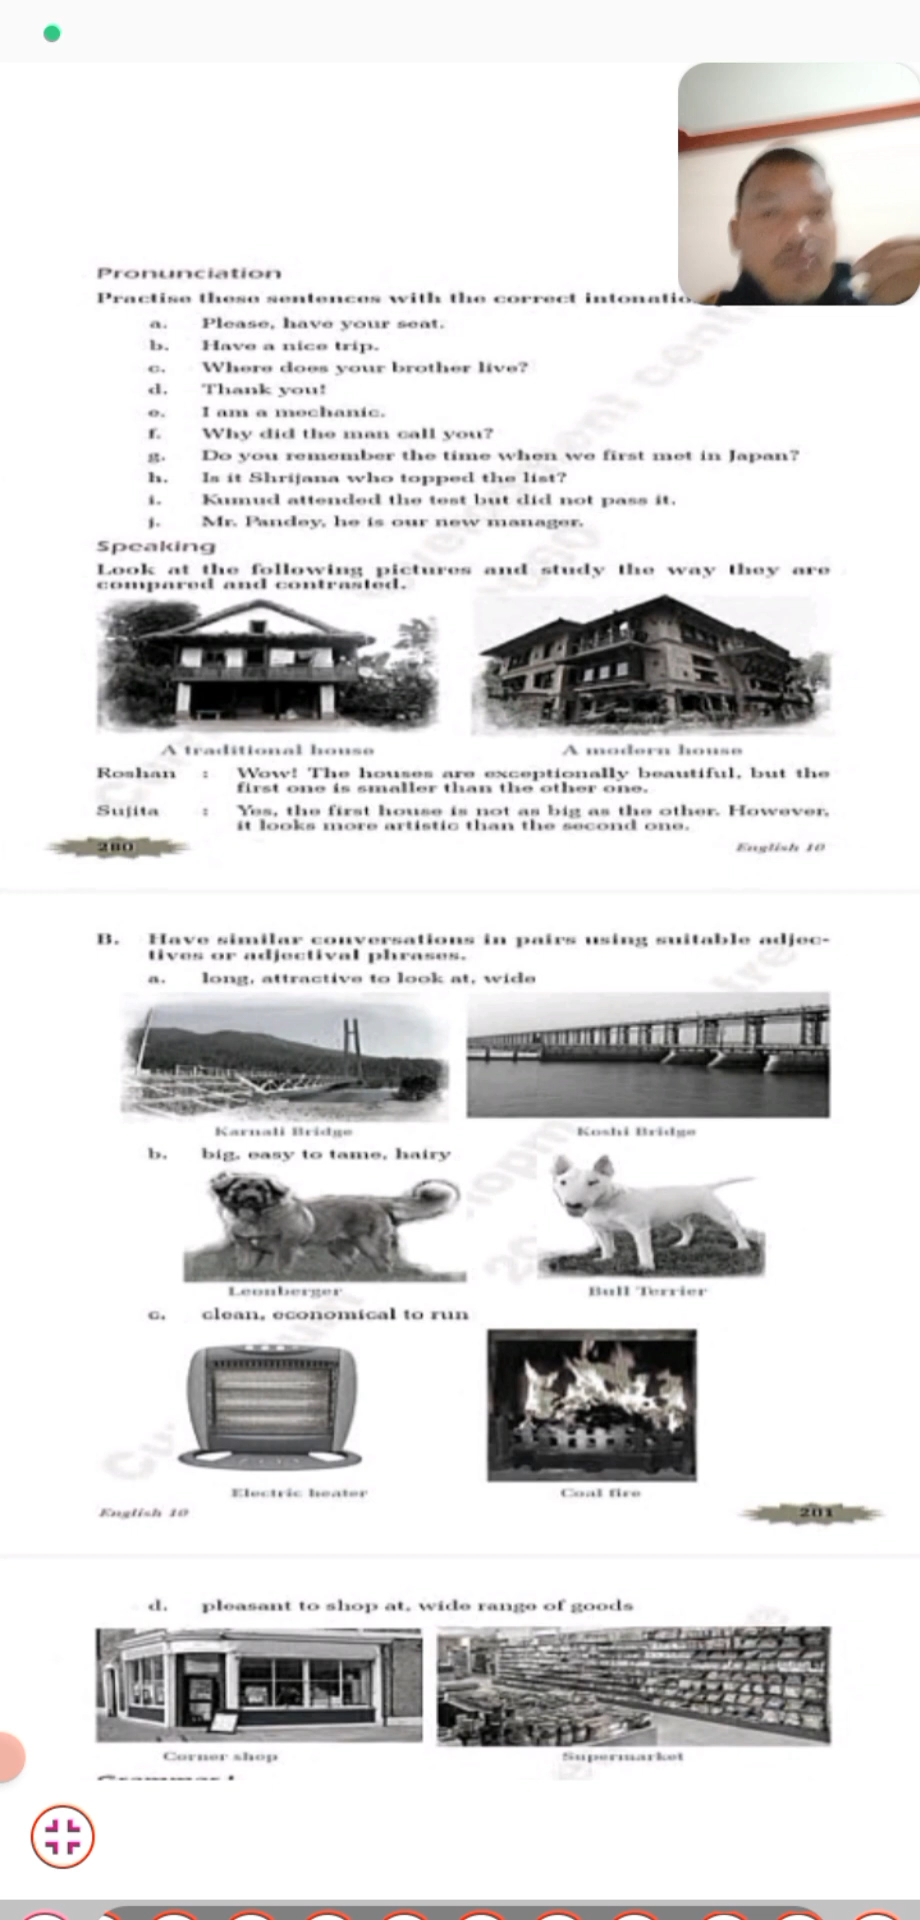 Pronunciation
Practise these sentences with the correct intonatio
a. Please, have your seat.
b. Have a nice trip.
c. Where does your brother live?
d. Thank you!
e. I am a mechanic.
f. Why did the man call you?
g. Do you remember the time when we first met in Japan?
h. Is it Shrijana who topped the list?
i. Kumud attended the test but did not pass it.
j. Mr. Pandey, he is our new manager.
Speaking
Look at the following pictures and study the way they are
compared and contrasted.
A traditional house A modern house
Roshan : Wow! The houses are exceptionally beautiful, but the
first one is smaller than the other one.
Sujita : Yes, the first house is not as big as the other. However,
it looks more artistic than the second one.
280 English 10
B. Have similar conversations in pairs using suitable adjec-
tives or adjectival phrases.
a. long, attractive to look at, wide
Karnali Bridge Koshi Bridge
b. big, easy to tame, hairy
Leonberger Bull Terrier
c. clean, economical to run
Electric heater Coal fire
English 10 281
d. pleasant to shop at, wide range of goods
Corner shop Supermarket